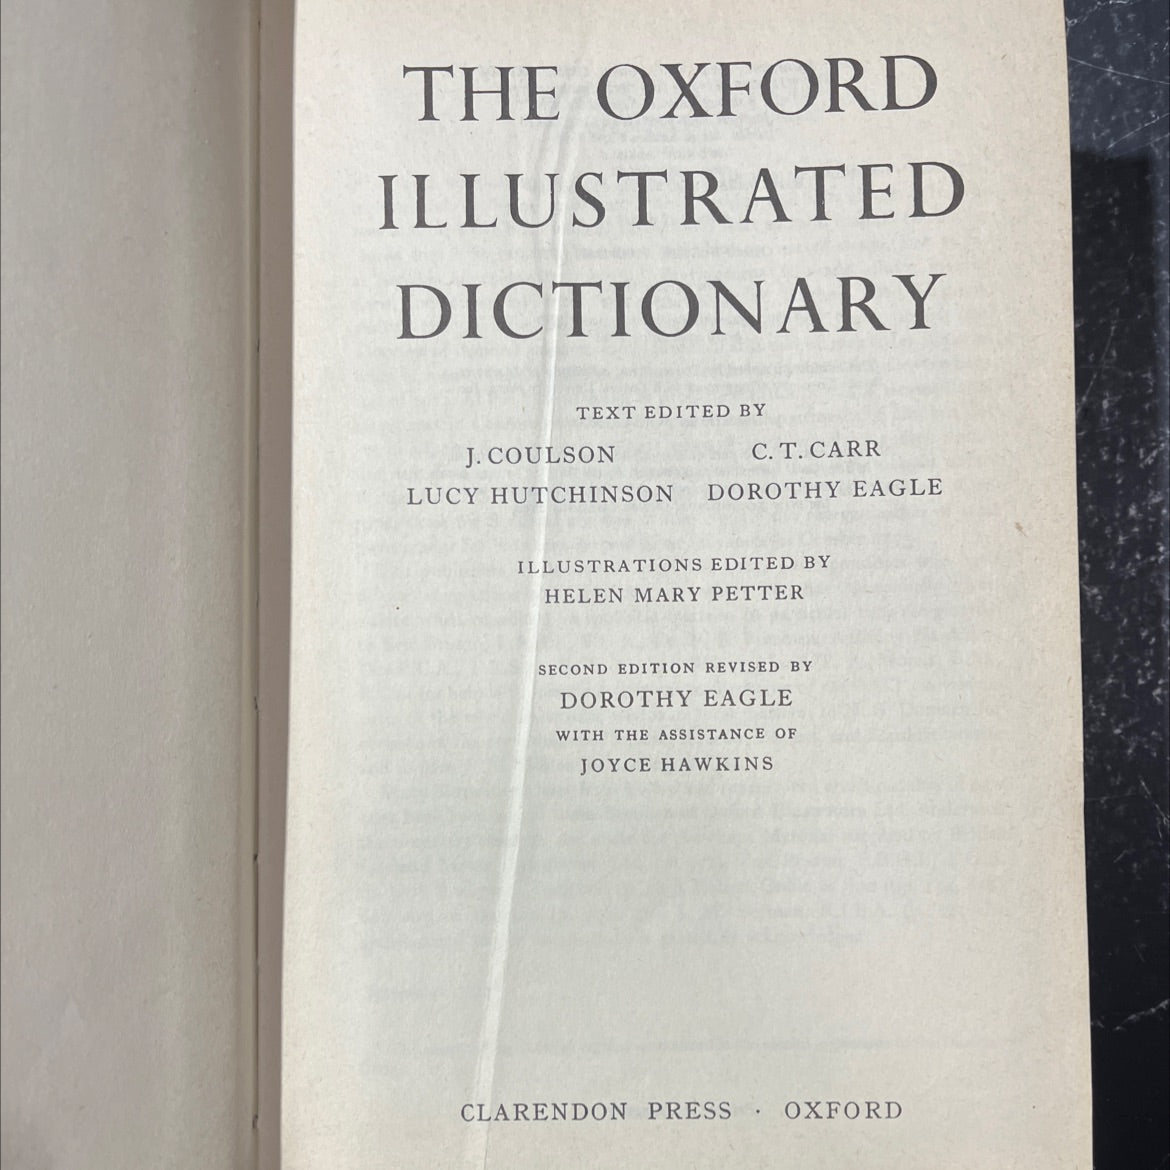 THE OXFORD
ILLUSTRATED
DICTIONARY
TEXT EDITED BY
J. COULSON C. T. CARR
LUCY HUTCHINSON DOROTHY EAGLE
ILLUSTRATIONS EDITED BY
HELEN MARY PETTER
SECOND EDITION REVISED BY
DOROTHY EAGLE
WITH THE ASSISTANCE OF
JOYCE HAWKINS
CLARENDON PRESS · OXFORD